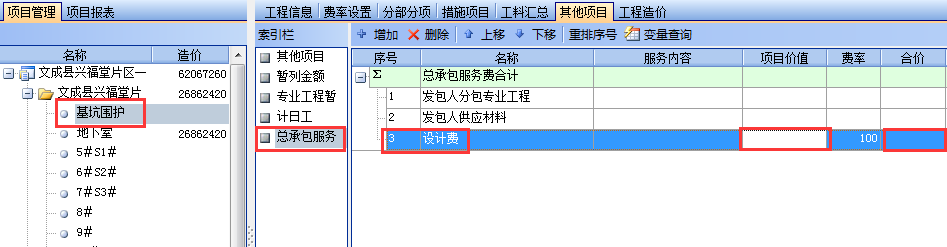 项目管理 项目报表
名称 造价
文成县兴福堂片区一 62067260
文成县兴福堂片 26862420
基坑围护
地下室 26862420
5#S1#
6#S2#
7#S3#
8#
9#
工程信息 费率设置 分部分项 措施项目 工料汇总 其他项目 工程造价
索引栏
其他项目
暂列金额
专业工程暂
计日工
总承包服务
增加 删除 上移 下移 重排序号 变量查询
序号 名称 服务内容 项目价值 费率 合价
Σ 总承包服务费合计
1 发包人分包专业工程
2 发包人供应材料
3 设计费 100